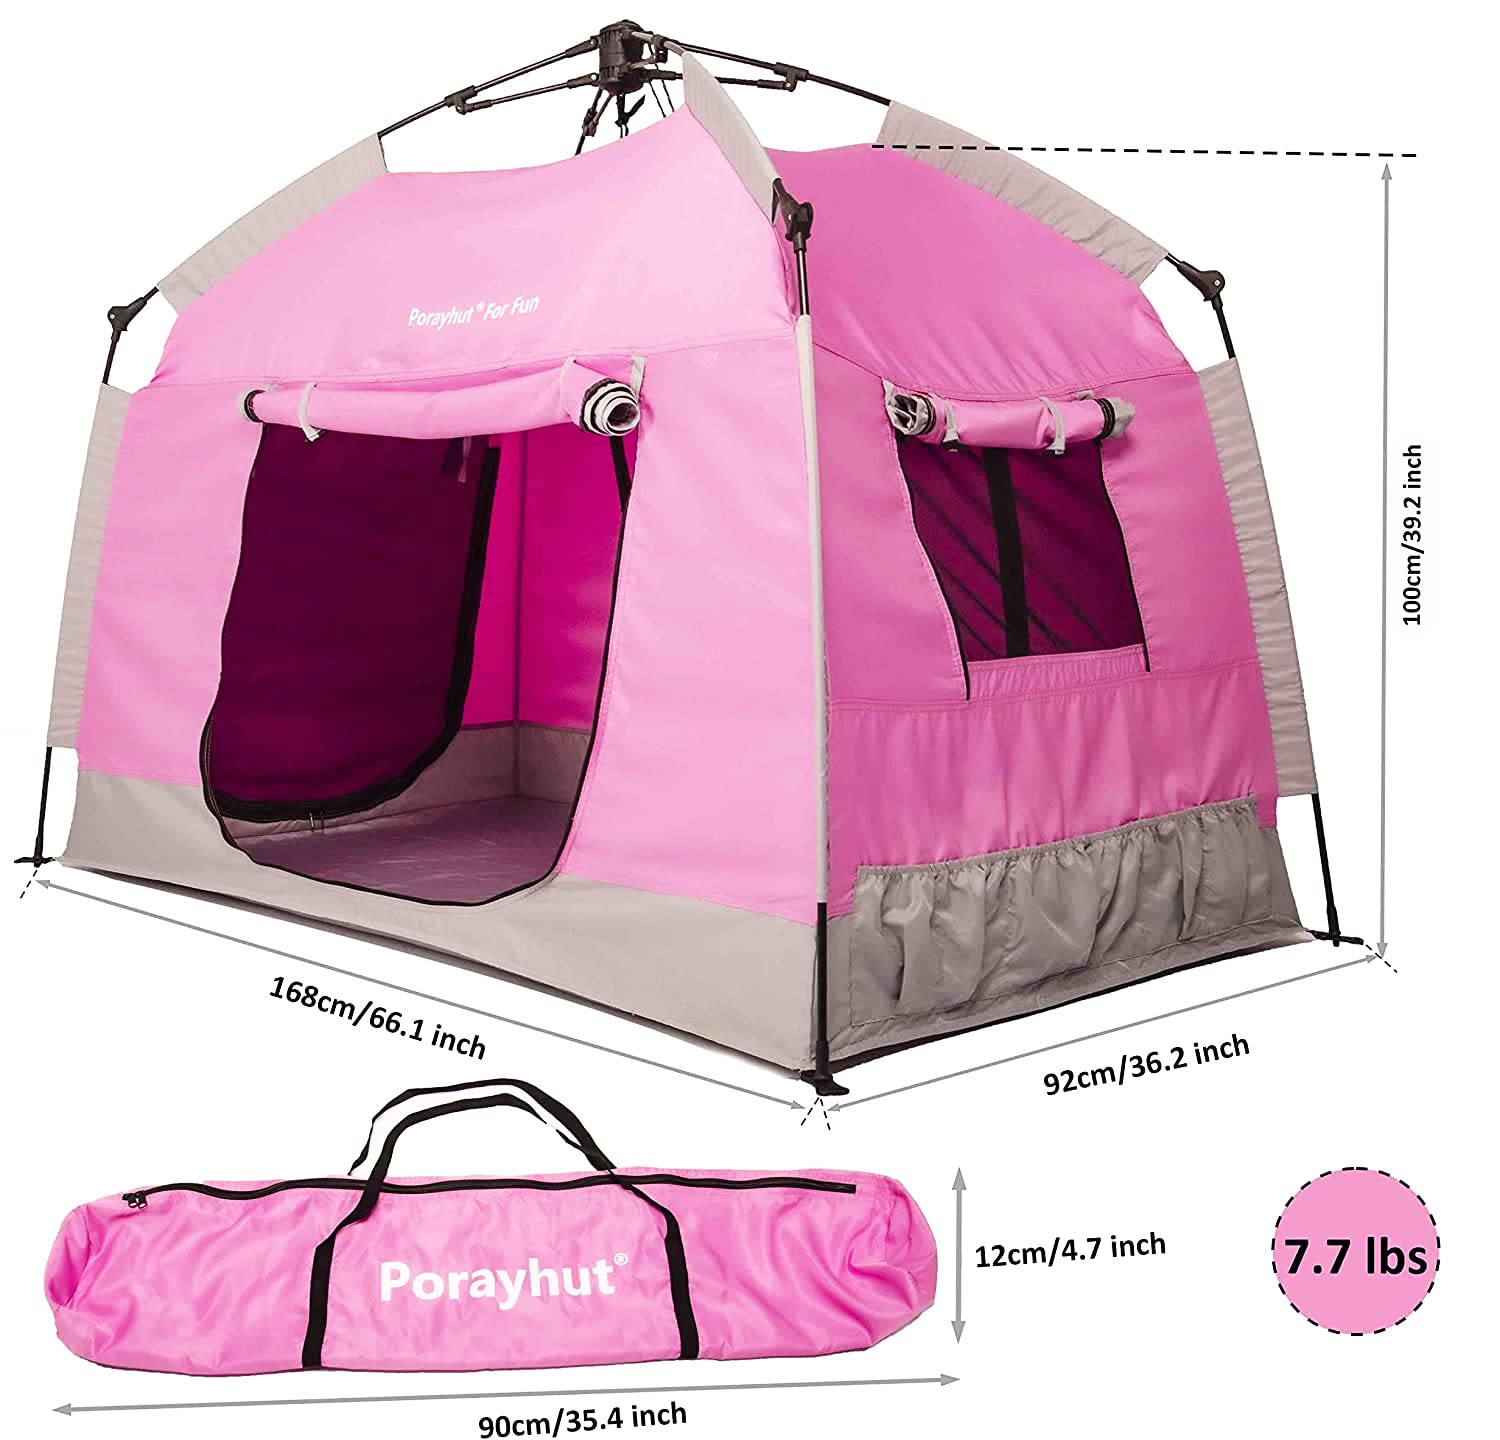 Porayhut® For Fun
100cm/39.2 inch
168cm/66.1 inch
92cm/36.2 inch
Porayhut®
12cm/4.7 inch
7.7 lbs
90cm/35.4 inch